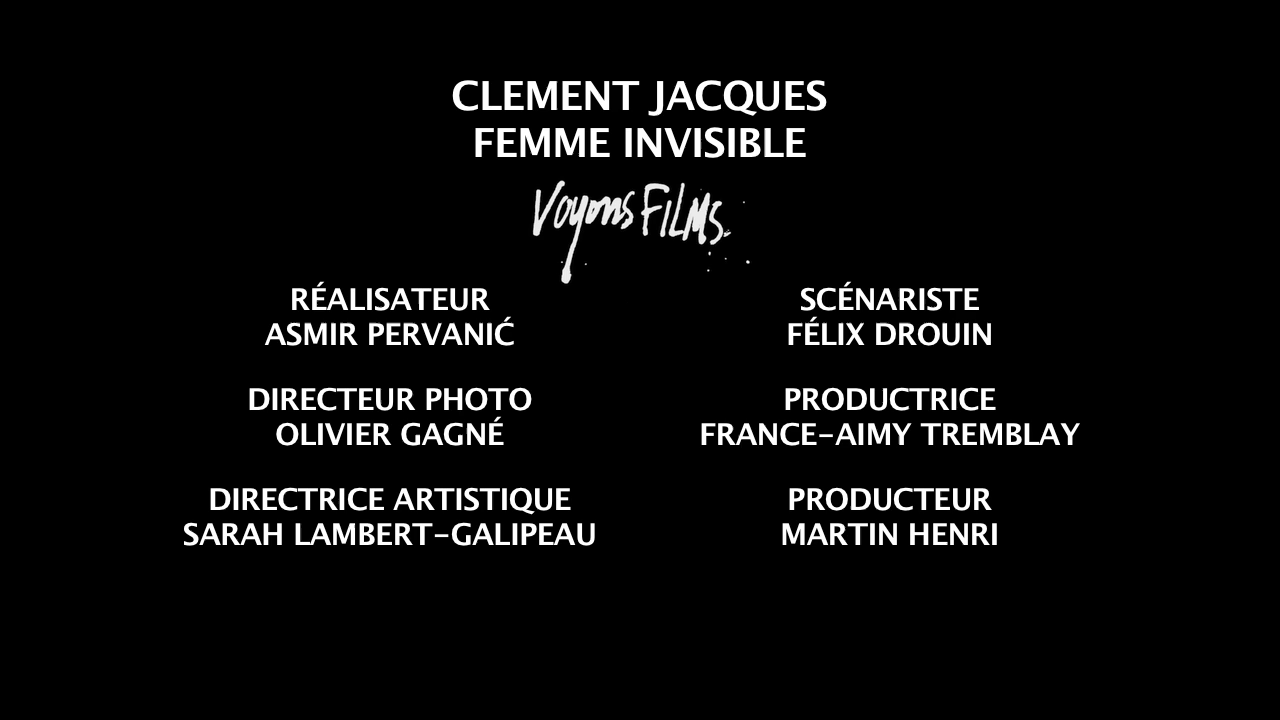 CLEMENT JACQUES
FEMME INVISIBLE
Voyons FILMS.
RÉALISATEUR
ASMIR PERVANIĆ
SCÉNARISTE
FÉLIX DROUIN
DIRECTEUR PHOTO
OLIVIER GAGNÉ
PRODUCTRICE
FRANCE-AIMY TREMBLAY
DIRECTRICE ARTISTIQUE
SARAH LAMBERT-GALIPEAU
PRODUCTEUR
MARTIN HENRI